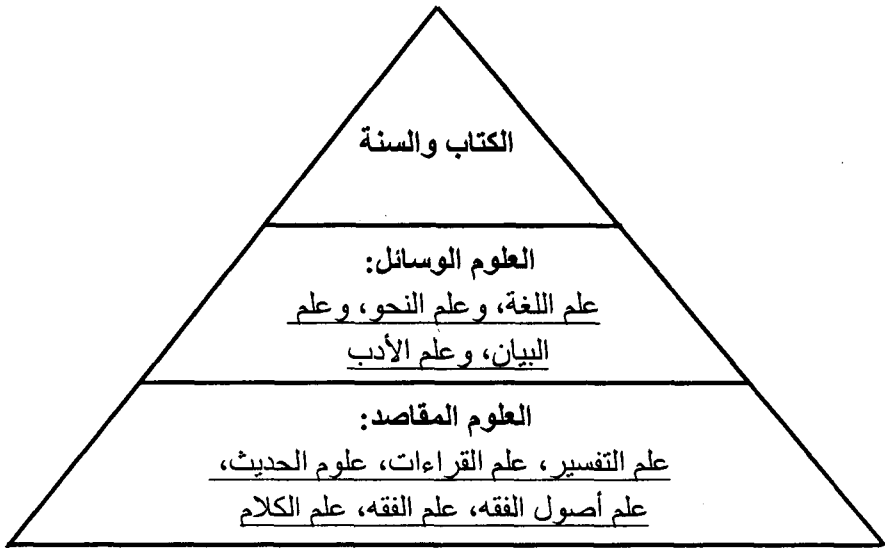 الكتاب والسنة
العلوم الوسائل:
علم اللغة، وعلم النحو، وعلم
البيان، وعلم الأدب
العلوم المقاصد:
علم التفسير، علم القراءات، علوم الحديث،
علم أصول الفقه، علم الفقه، علم الكلام